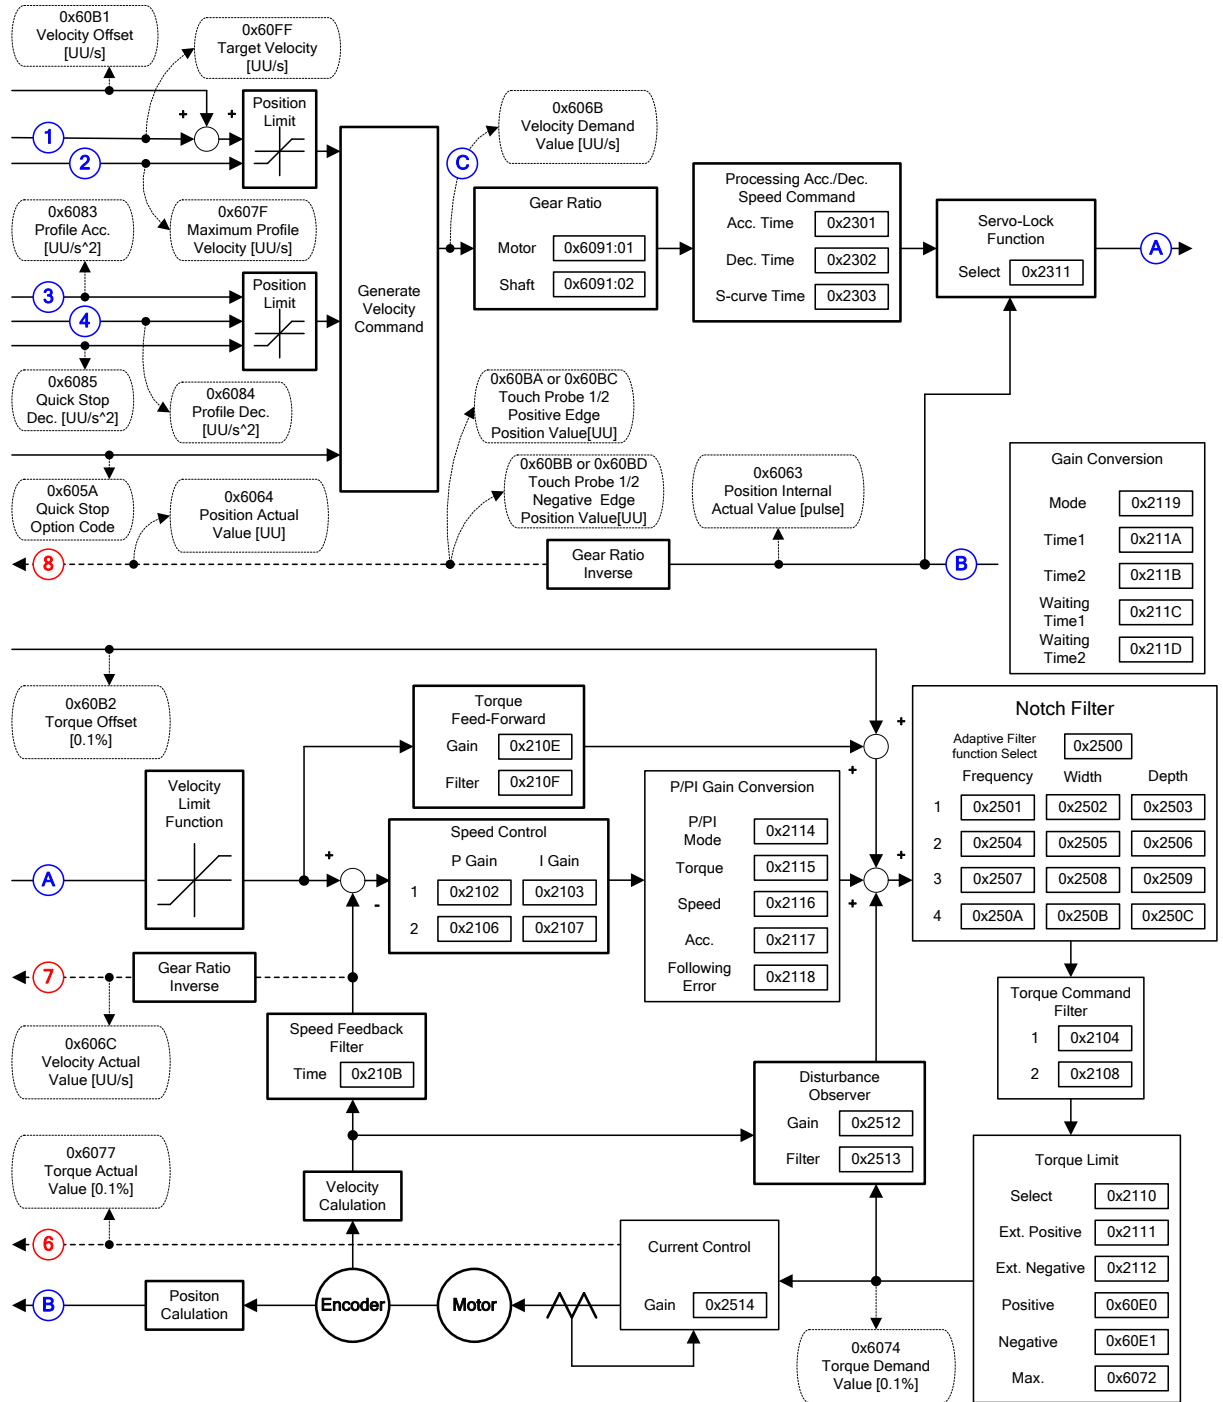 0x60B1
Velocity Offset
[UU/s]
0x60FF
Target Velocity
[UU/s]
+
+
1
2
Position
Limit
0x6083
Profile Acc.
[UU/s^2]
0x607F
Maximum Profile
Velocity [UU/s]
3
4
Position
Limit
0x6085
Quick Stop
Dec. [UU/s^2]
0x6084
Profile Dec.
[UU/s^2]
0x605A
Quick Stop
Option Code
0x6064
Position Actual
Value [UU]
Generate
Velocity
Command
C
0x606B
Velocity Demand
Value [UU/s]
Gear Ratio
Motor 0x6091:01
Shaft 0x6091:02
Processing Acc./Dec.
Speed Command
Acc. Time 0x2301
Dec. Time 0x2302
S-curve Time 0x2303
Servo-Lock
Function
Select 0x2311
A
0x60BA or 0x60BC
Touch Probe 1/2
Positive Edge
Position Value[UU]
0x60BB or 0x60BD
Touch Probe 1/2
Negative Edge
Position Value[UU]
0x6063
Position Internal
Actual Value [pulse]
8
Gear Ratio
Inverse
B
Gain Conversion
Mode 0x2119
Time1 0x211A
Time2 0x211B
Waiting
Time1 0x211C
Waiting
Time2 0x211D
0x60B2
Torque Offset
[0.1%]
Torque
Feed-Forward
Gain 0x210E
Filter 0x210F
+
+
A
Velocity
Limit
Function
+
-
Speed Control
P Gain I Gain
1 0x2102 0x2103
2 0x2106 0x2107
P/PI Gain Conversion
P/PI
Mode 0x2114
Torque 0x2115
Speed 0x2116
Acc. 0x2117
Following
Error 0x2118
+
+
Notch Filter
Adaptive Filter
function Select 0x2500
Frequency Width Depth
1 0x2501 0x2502 0x2503
2 0x2504 0x2505 0x2506
3 0x2507 0x2508 0x2509
4 0x250A 0x250B 0x250C
7
Gear Ratio
Inverse
0x606C
Velocity Actual
Value [UU/s]
Speed Feedback
Filter
Time 0x210B
Torque Command
Filter
1 0x2104
2 0x2108
Disturbance
Observer
Gain 0x2512
Filter 0x2513
0x6077
Torque Actual
Value [0.1%]
Velocity
Calulation
6
Current Control
Gain 0x2514
Torque Limit
Select 0x2110
Ext. Positive 0x2111
Ext. Negative 0x2112
Positive 0x60E0
Negative 0x60E1
Max. 0x6072
B
Positon
Calulation
Encoder
Motor
0x6074
Torque Demand
Value [0.1%]